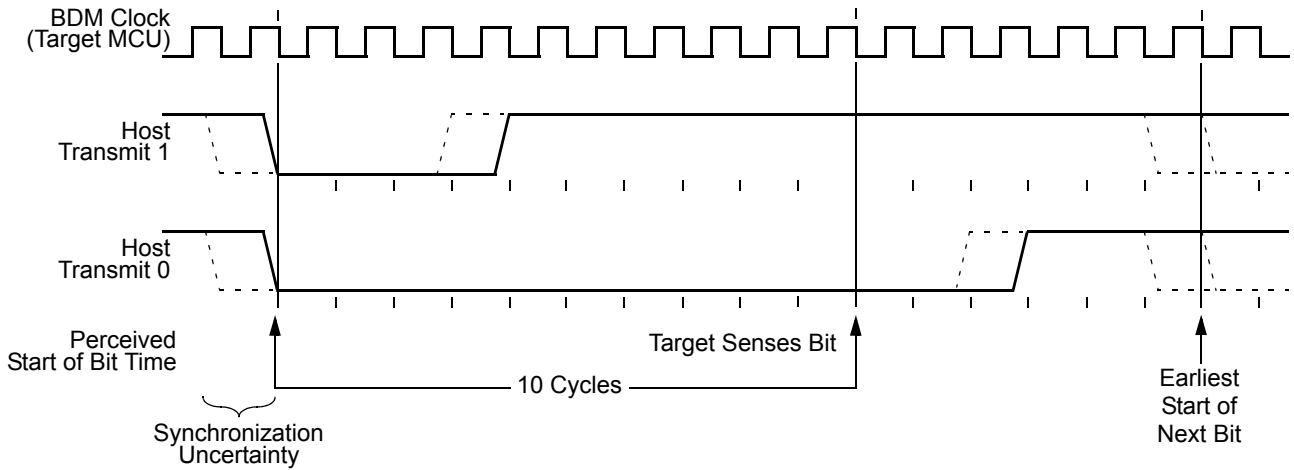 BDM Clock
(Target MCU)
Host
Transmit 1
Host
Transmit 0
Perceived
Start of Bit Time
Target Senses Bit
10 Cycles
Earliest
Start of
Next Bit
Synchronization
Uncertainty